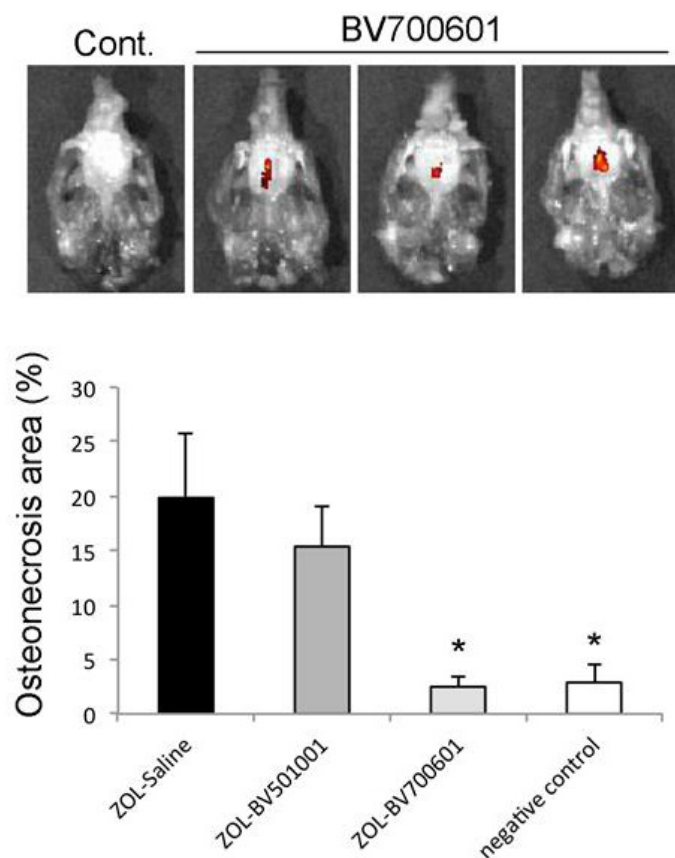 Cont.
BV700601
Osteonecrosis area (%)
30
25
20
15
10
5
0
*
*
ZOL-Saline
ZOL-BV501001
ZOL-BV700601
negative control